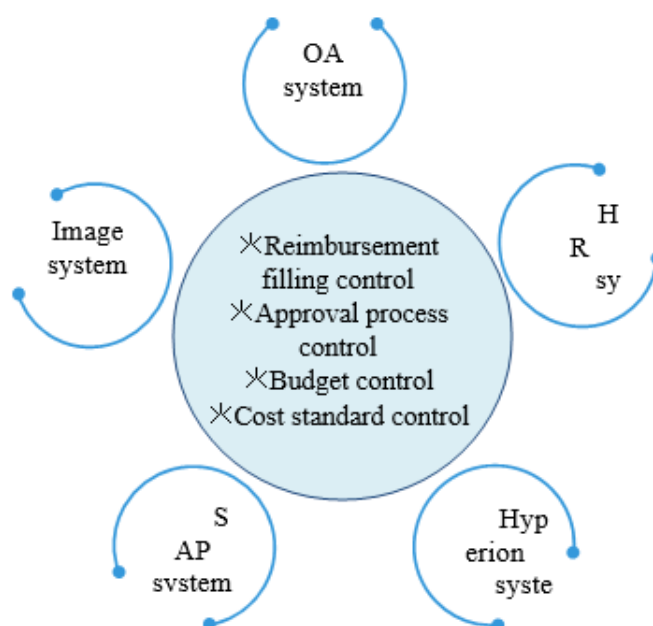 OA
system
Image
system
H
R
sy
※Reimbursement
filling control
※Approval process
control
※Budget control
※Cost standard control
S
AP
system
Hyp
erion
syste